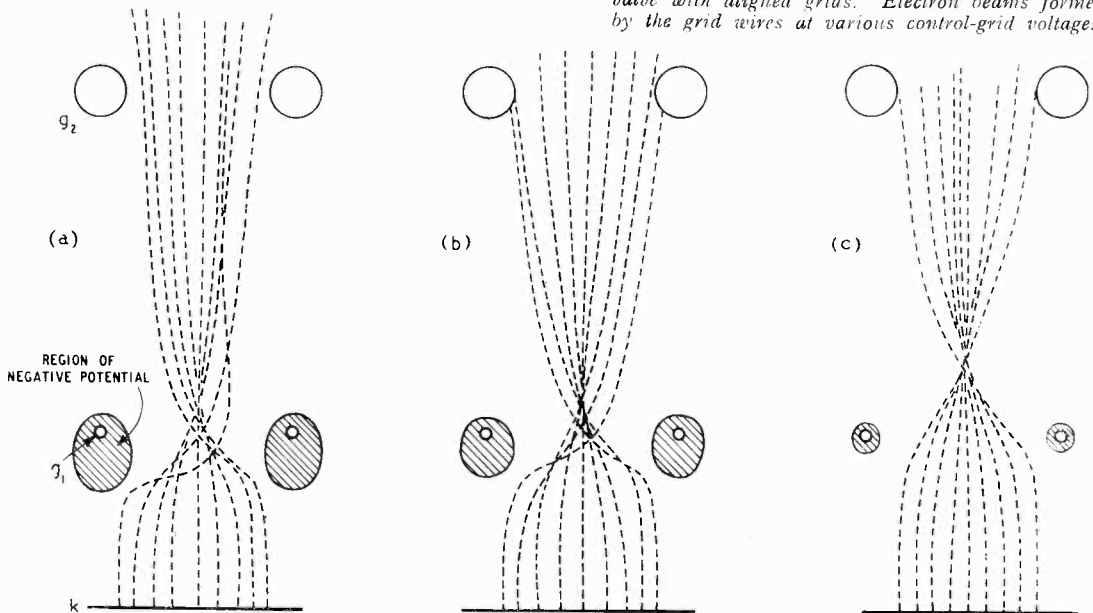 valve with aligned grids. Electron beams forme
by the grid wires at various control-grid voltages
g₂
(a)
(b)
(c)
REGION OF
NEGATIVE POTENTIAL
g₁
k